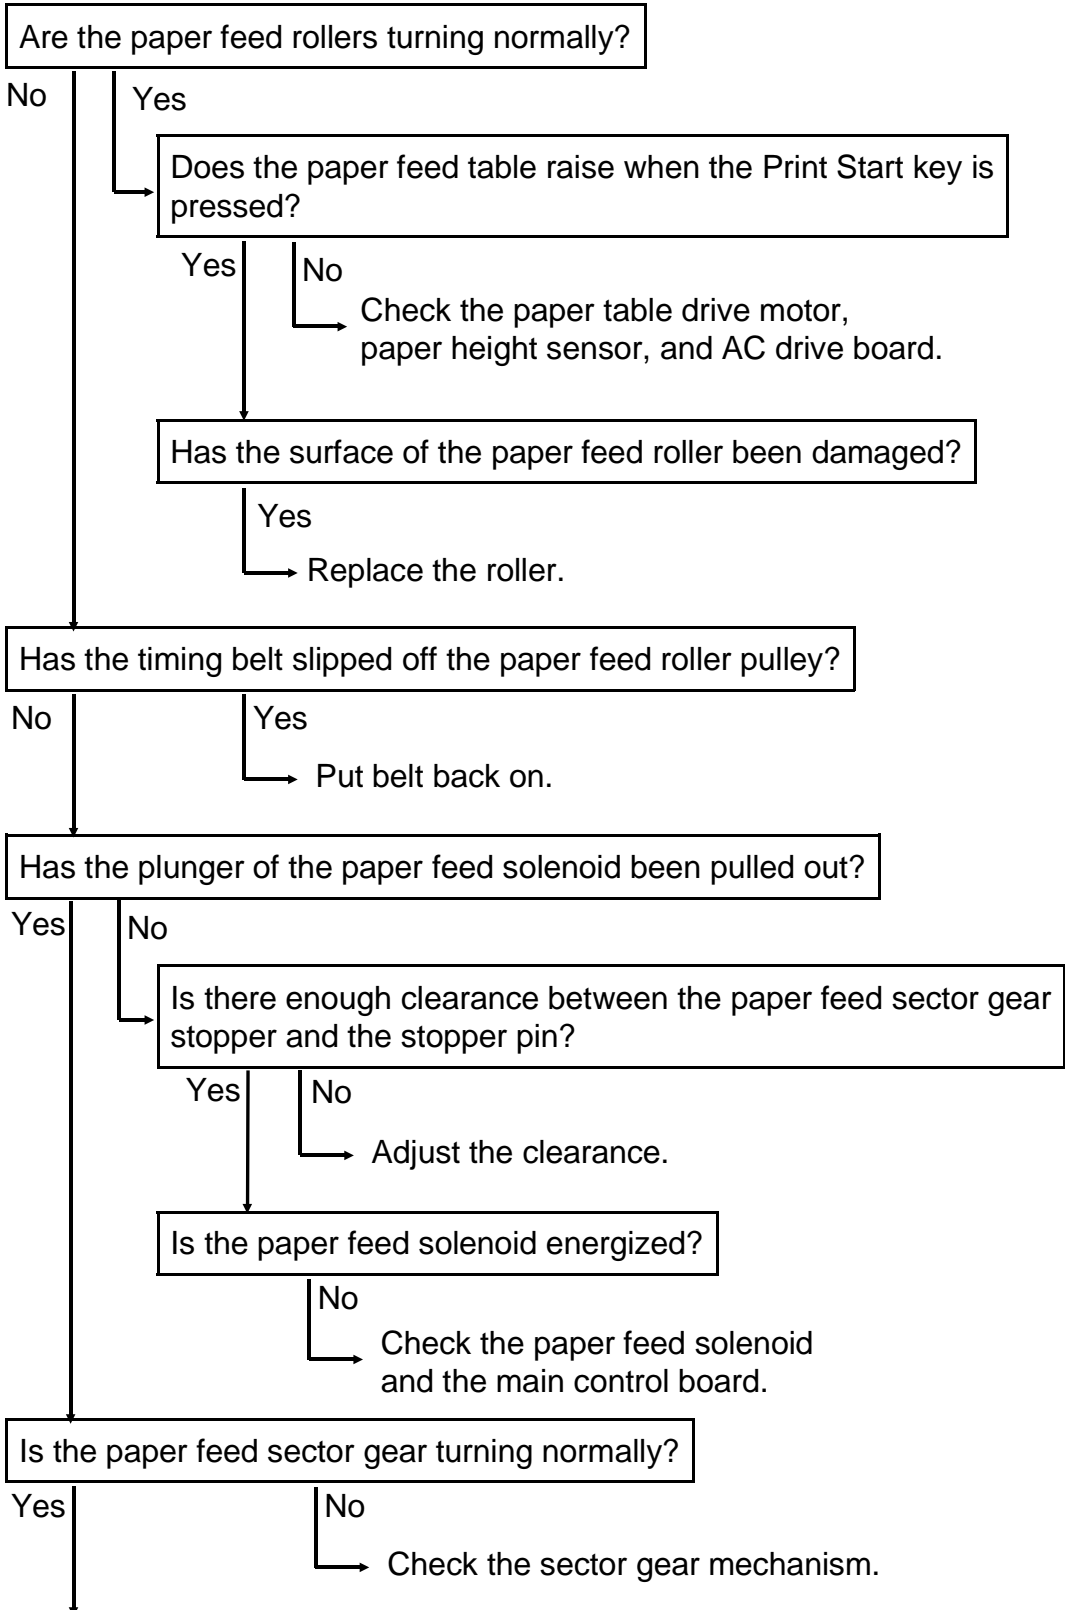 Are the paper feed rollers turning normally?
No
Yes
Does the paper feed table raise when the Print Start key is
pressed?
Yes
No
Check the paper table drive motor,
paper height sensor, and AC drive board.
Has the surface of the paper feed roller been damaged?
Yes
Replace the roller.
Has the timing belt slipped off the paper feed roller pulley?
No
Yes
Put belt back on.
Has the plunger of the paper feed solenoid been pulled out?
Yes
No
Is there enough clearance between the paper feed sector gear
stopper and the stopper pin?
Yes
No
Adjust the clearance.
Is the paper feed solenoid energized?
No
Check the paper feed solenoid
and the main control board.
Is the paper feed sector gear turning normally?
Yes
No
Check the sector gear mechanism.